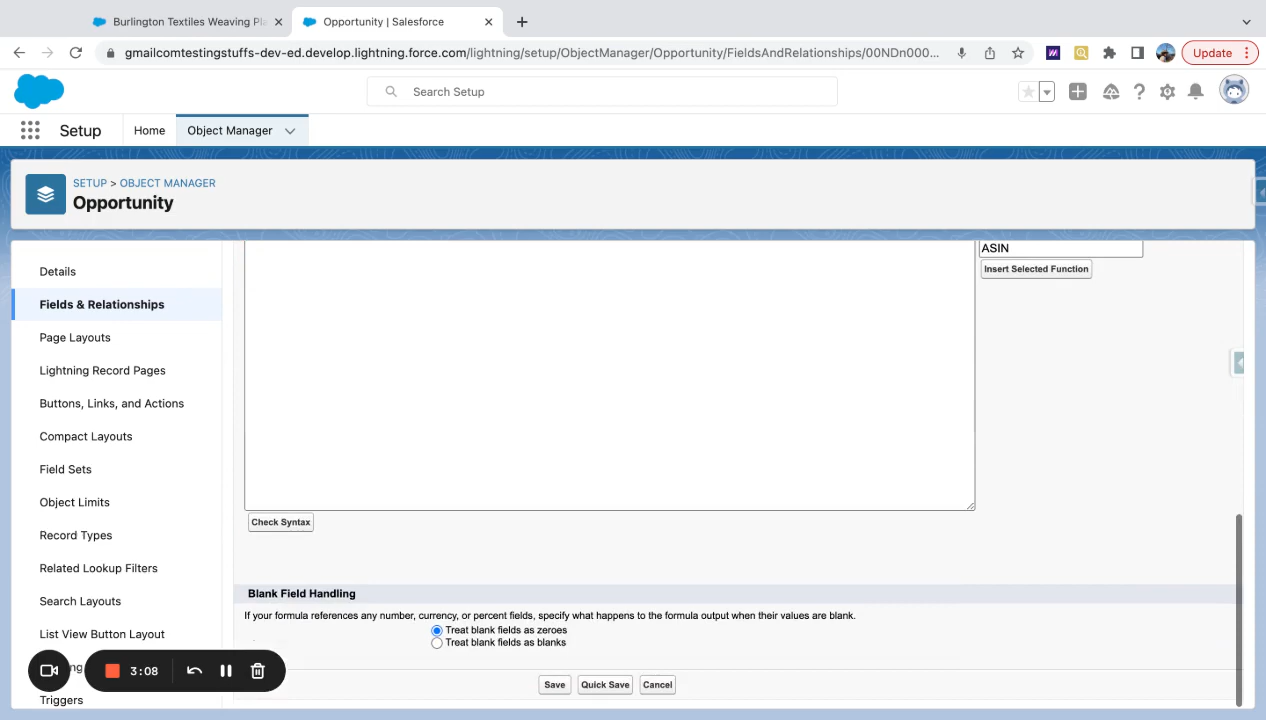 Burlington Textiles Weaving Pla
Opportunity | Salesforce
gmailcomtestingstuffs-dev-ed.develop.lightning.force.com/lightning/setup/ObjectManager/Opportunity/FieldsAndRelationships/00NDn000...
Update
Search Setup
Setup
Home
Object Manager
SETUP > OBJECT MANAGER
Opportunity
Details
Fields & Relationships
Page Layouts
Lightning Record Pages
Buttons, Links, and Actions
Compact Layouts
Field Sets
Object Limits
Record Types
Related Lookup Filters
Search Layouts
List View Button Layout
ng
Triggers
ASIN
Insert Selected Function
Check Syntax
Blank Field Handling
If your formula references any number, currency, or percent fields, specify what happens to the formula output when their values are blank.
Treat blank fields as zeroes
Treat blank fields as blanks
Save
Quick Save
Cancel
3:08